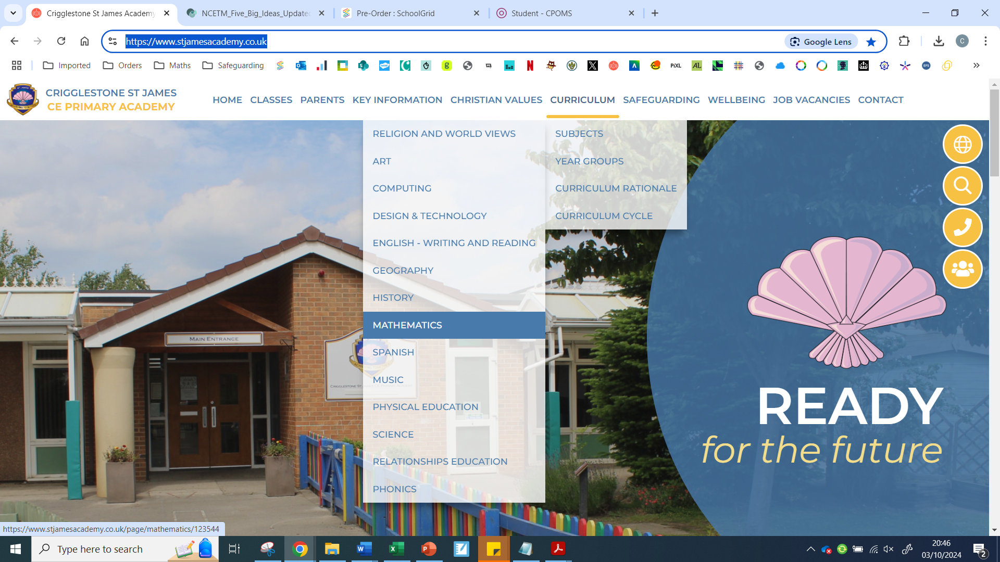 Crigglestone St James Academy
NCETM_Five_Big_Ideas_Updated
Pre-Order : SchoolGrid
Student - CPOMS
https://www.stjamesacademy.co.uk
Google Lens
C
Imported
Orders
Maths
Safeguarding
PiXL
AL
EFS
CRIGGLESTONE ST JAMES
CE PRIMARY ACADEMY
HOME
CLASSES
PARENTS
KEY INFORMATION
CHRISTIAN VALUES
CURRICULUM
SAFEGUARDING
WELLBEING
JOB VACANCIES
CONTACT
RELIGION AND WORLD VIEWS
ART
COMPUTING
DESIGN & TECHNOLOGY
ENGLISH - WRITING AND READING
GEOGRAPHY
HISTORY
MATHEMATICS
SPANISH
MUSIC
PHYSICAL EDUCATION
SCIENCE
RELATIONSHIPS EDUCATION
PHONICS
SUBJECTS
YEAR GROUPS
CURRICULUM RATIONALE
CURRICULUM CYCLE
MAIN ENTRANCE
READY
for the future
https://www.stjamesacademy.co.uk/page/mathematics/123544
Type here to search
20:46
03/10/2024
2